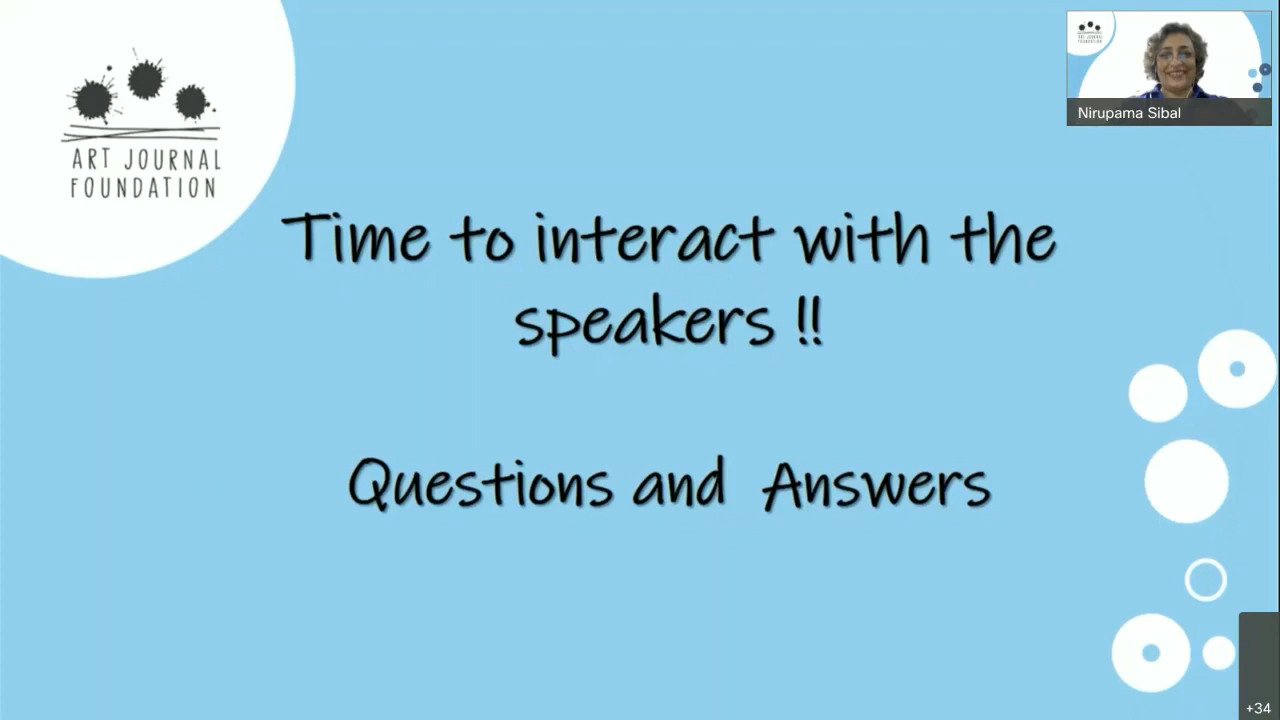 ART JOURNAL
FOUNDATION
Nirupama Sibal
Time to interact with the
speakers !!
Questions and Answers
+34